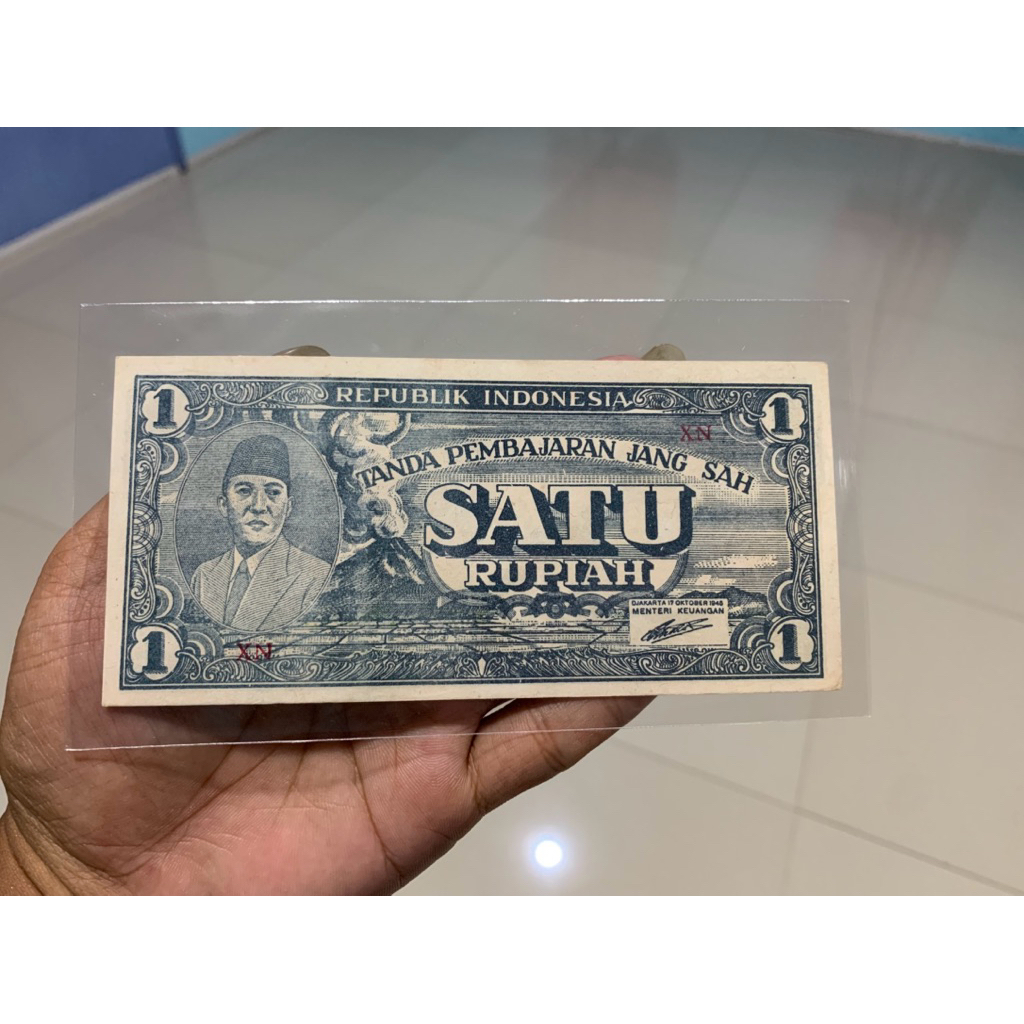 1 REPUBLIK INDONESIA 1
XN
TANDA PEMBAJARAN JANG SAH
SATU
RUPIAH
DJAKARTA 17 OKTOBER 1945
MENTERI KEUANGAN
XN
1 1